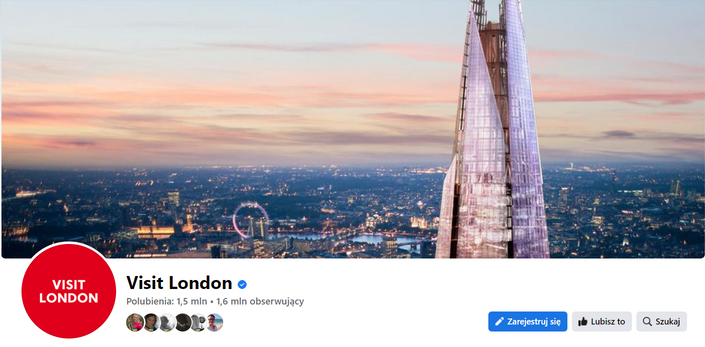 VISIT
LONDON
Visit London
Polubienia: 1,5 mln • 1,6 mln obserwujący
Zarejestruj się
Lubisz to
Szukaj